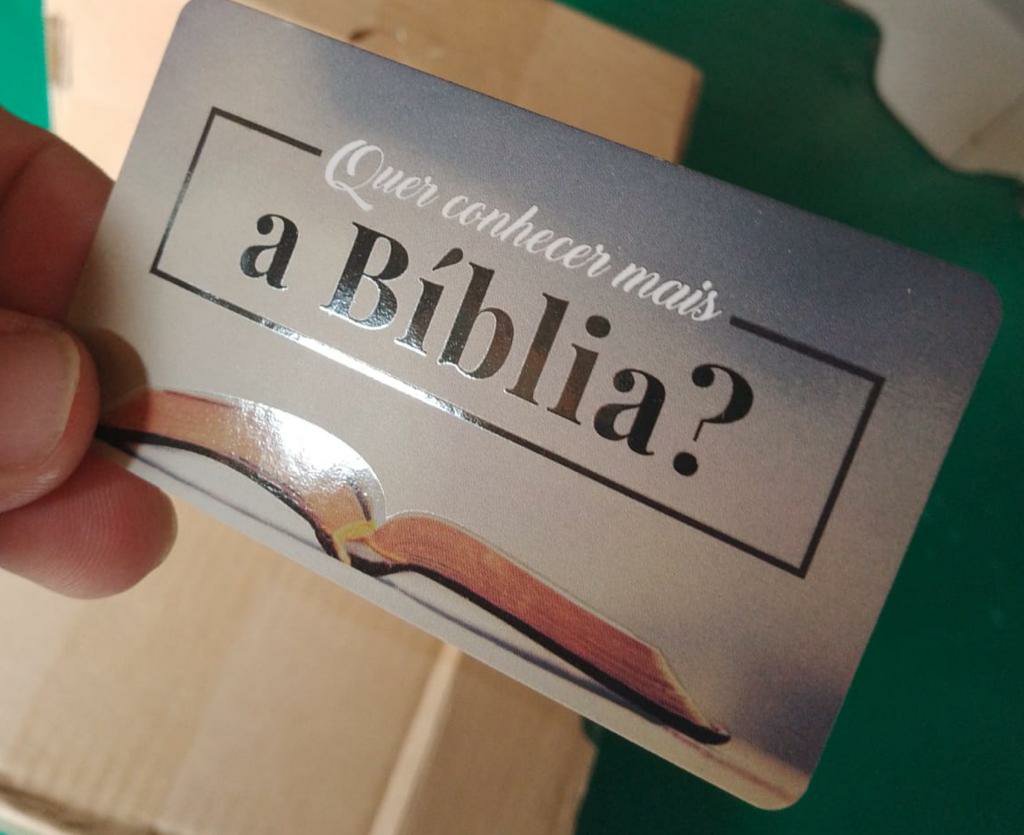 Quer conhecer mais
a Bíblia?